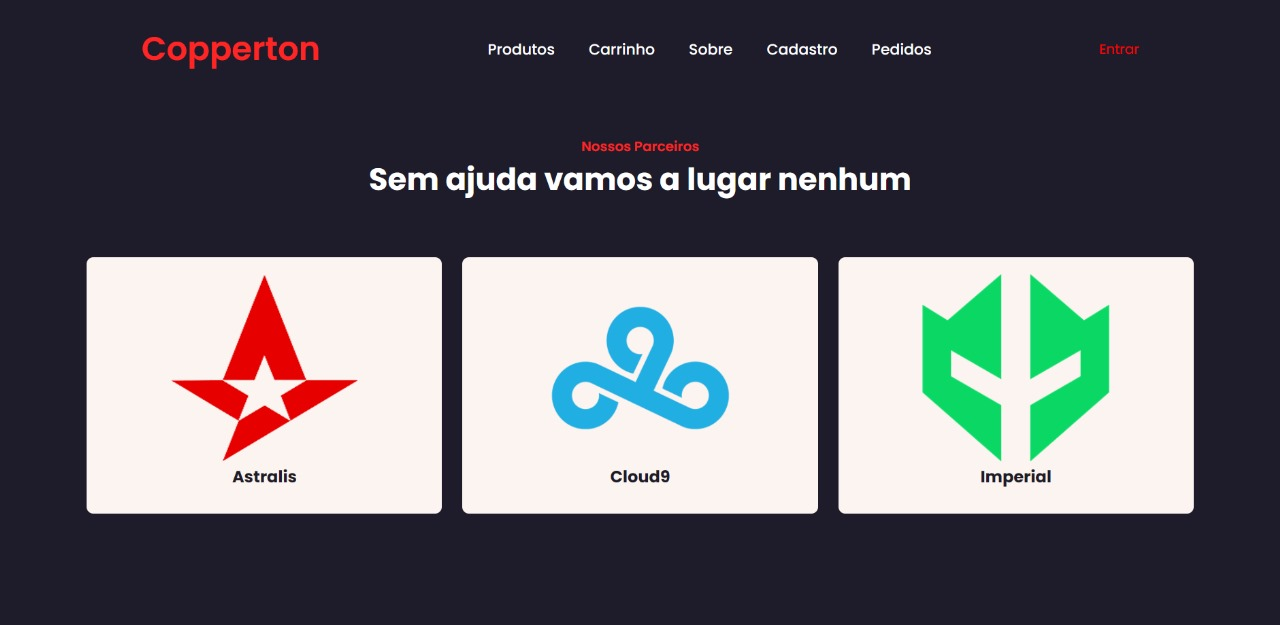 Copperton
Produtos Carrinho Sobre Cadastro Pedidos
Entrar
Nossos Parceiros
Sem ajuda vamos a lugar nenhum
Astralis
Cloud9
Imperial